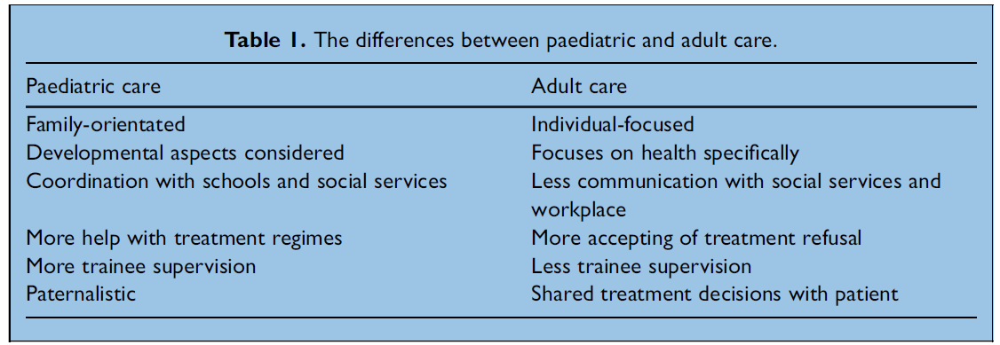 Table 1. The differences between paediatric and adult care.
Paediatric care Adult care
Family-orientated Individual-focused
Developmental aspects considered Focuses on health specifically
Coordination with schools and social services Less communication with social services and
workplace
More help with treatment regimes More accepting of treatment refusal
More trainee supervision Less trainee supervision
Paternalistic Shared treatment decisions with patient